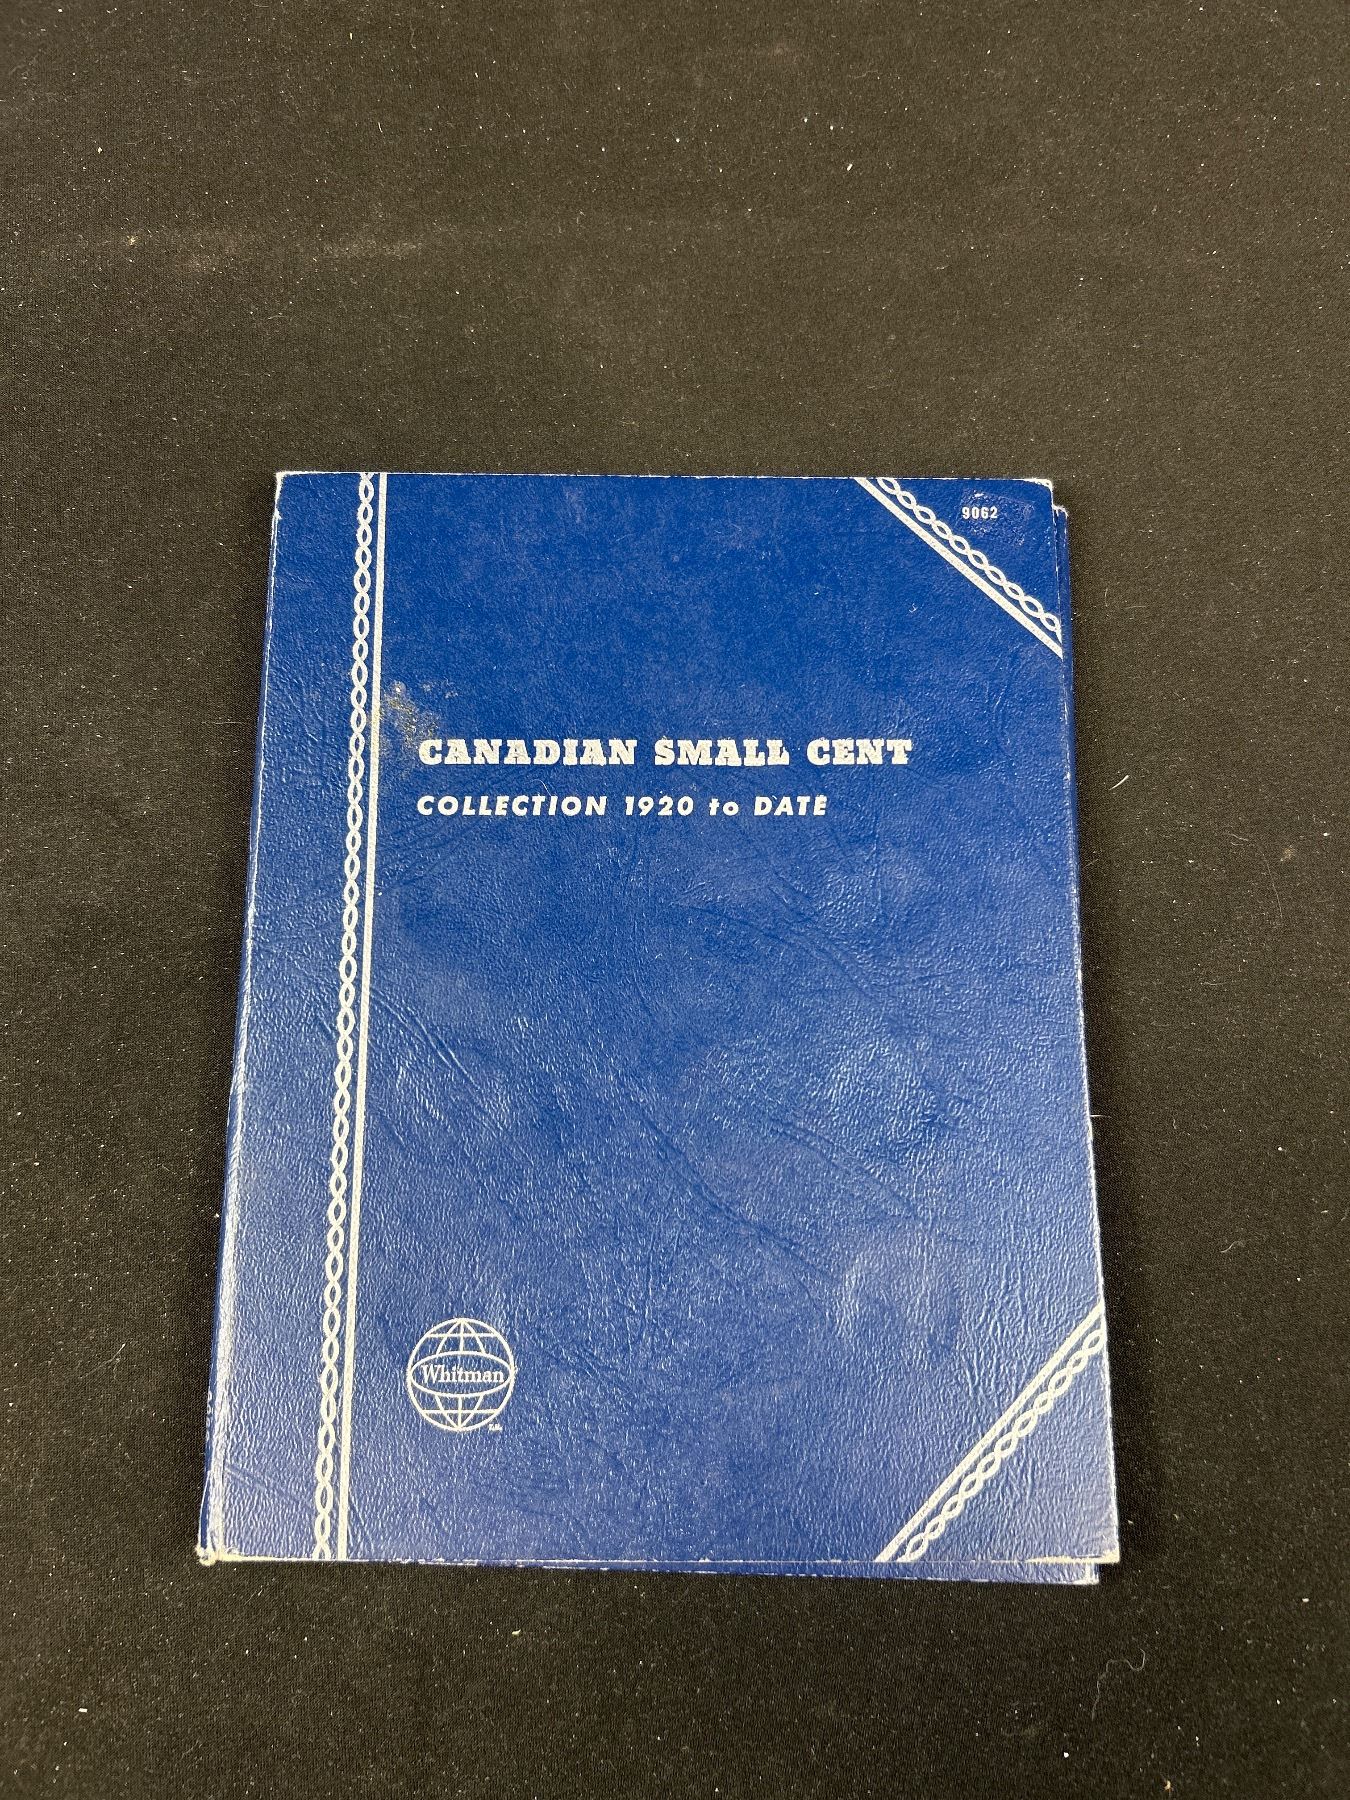 9062
CANADIAN SMALL CENT
COLLECTION 1920 to DATE
Whitman